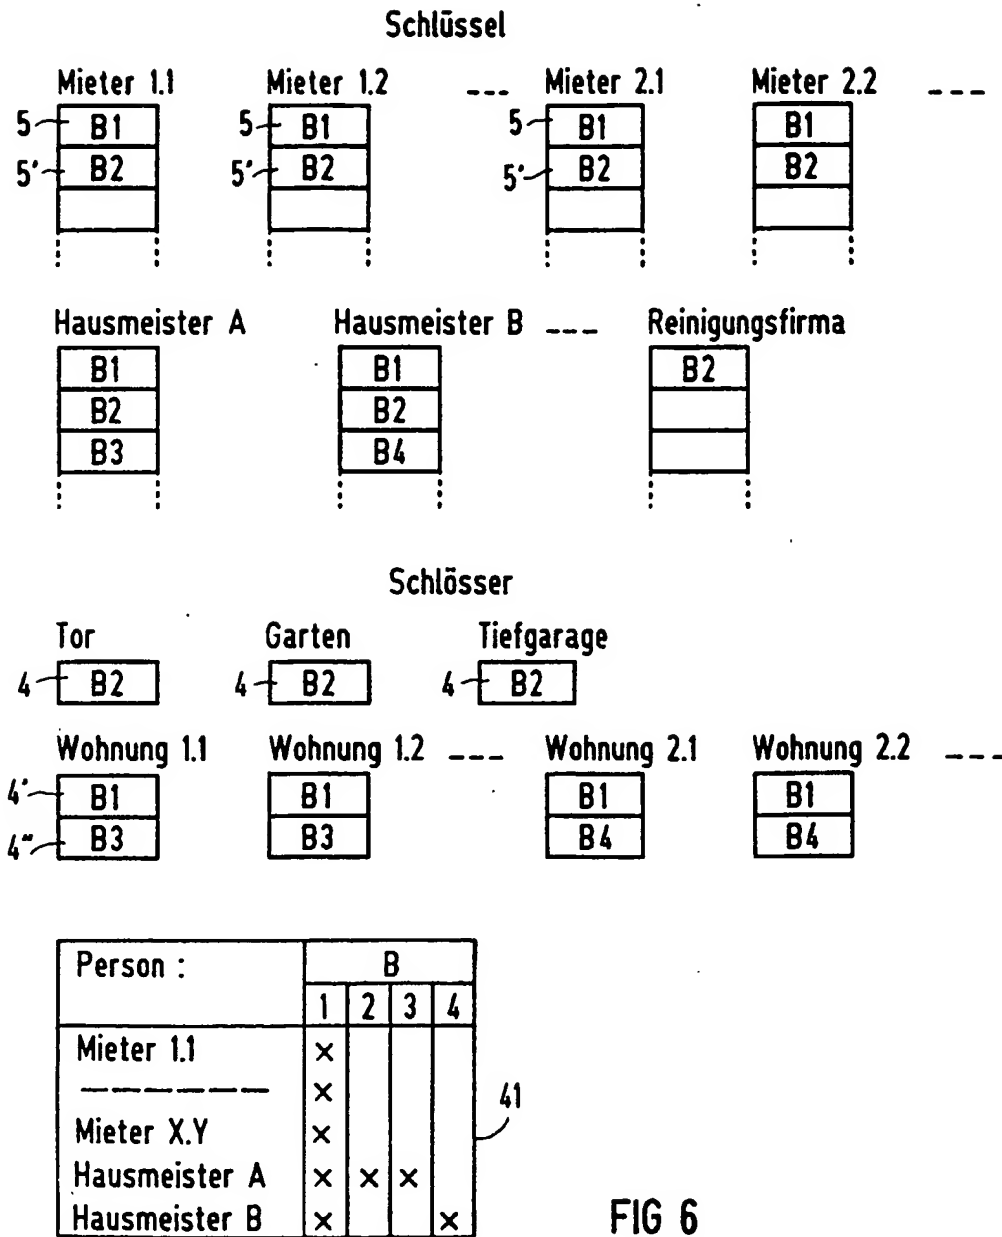 Schlüssel
Mieter 1.1 Mieter 1.2 --- Mieter 2.1 Mieter 2.2 ---
5 B1 5 B1 5 B1 B1
5' B2 5' B2 5' B2 B2
Hausmeister A Hausmeister B --- Reinigungsfirma
B1 B1 B2
B2 B2
B3 B4
Schlösser
Tor Garten Tiefgarage
4 B2 4 B2 4 B2
Wohnung 1.1 Wohnung 1.2 --- Wohnung 2.1 Wohnung 2.2 ---
4' B1 B1 B1 B1
4" B3 B3 B4 B4
Person : B
1 2 3 4
Mieter 1.1 ×
—————— ×
41
Mieter X.Y ×
Hausmeister A × × ×
Hausmeister B × ×
FIG 6